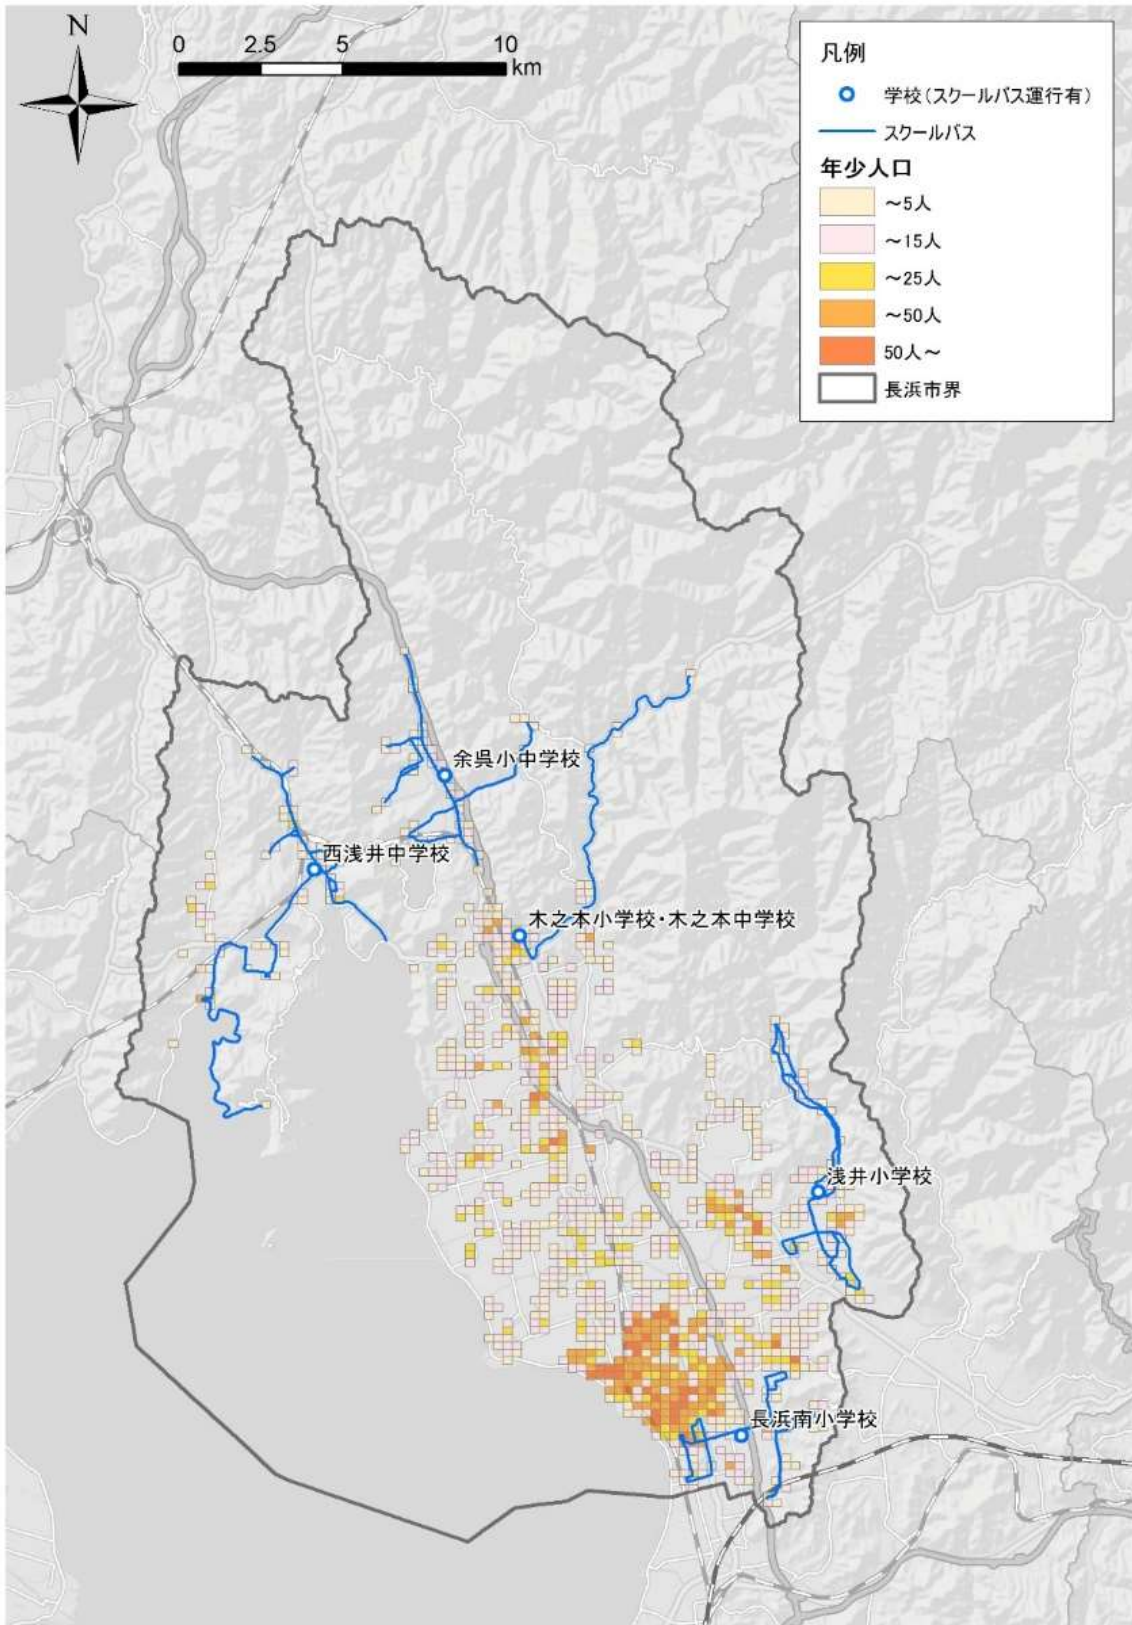 N
0 2.5 5 10
km
凡例
学校(スクールバス運行有)
スクールバス
年少人口
～5人
～15人
～25人
～50人
50人～
長浜市界
余呉小中学校
西浅井中学校
木之本小学校・木之本中学校
浅井小学校
長浜南小学校